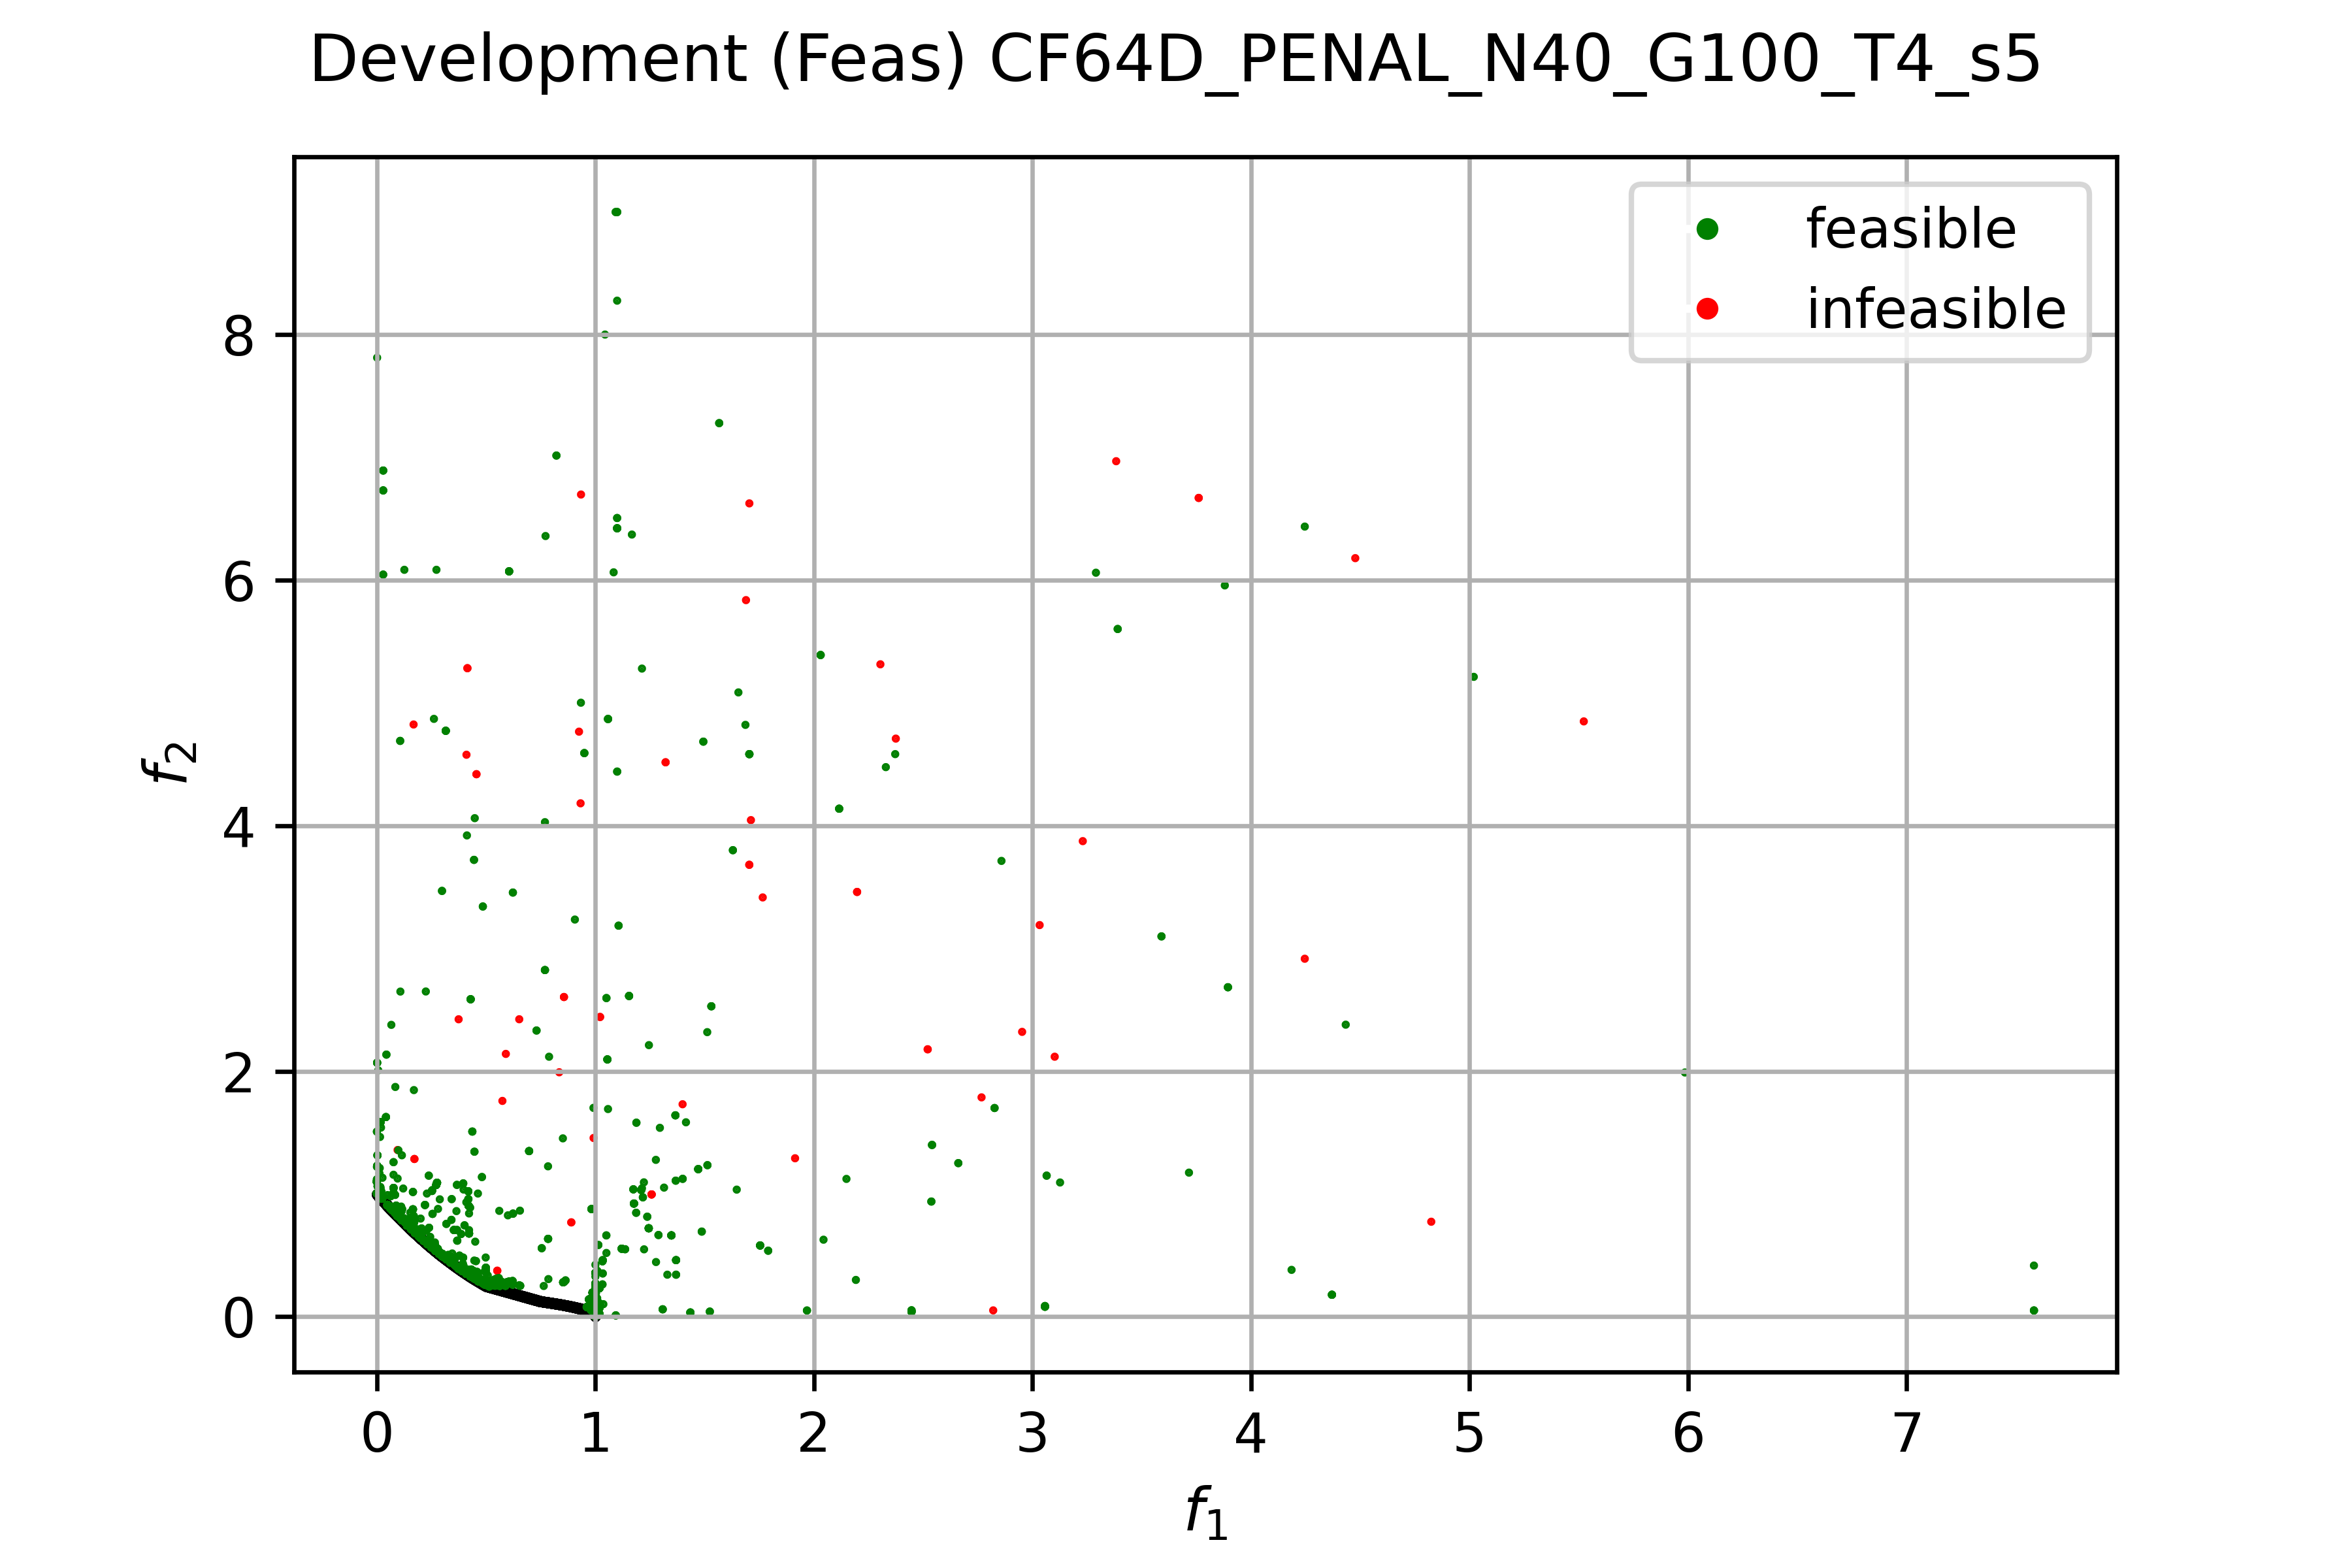 Development (Feas) CF64D_PENAL_N40_G100_T4_s5
feasible
infeasible
8
6
4
2
0
f2
0 1 2 3 4 5 6 7
f1